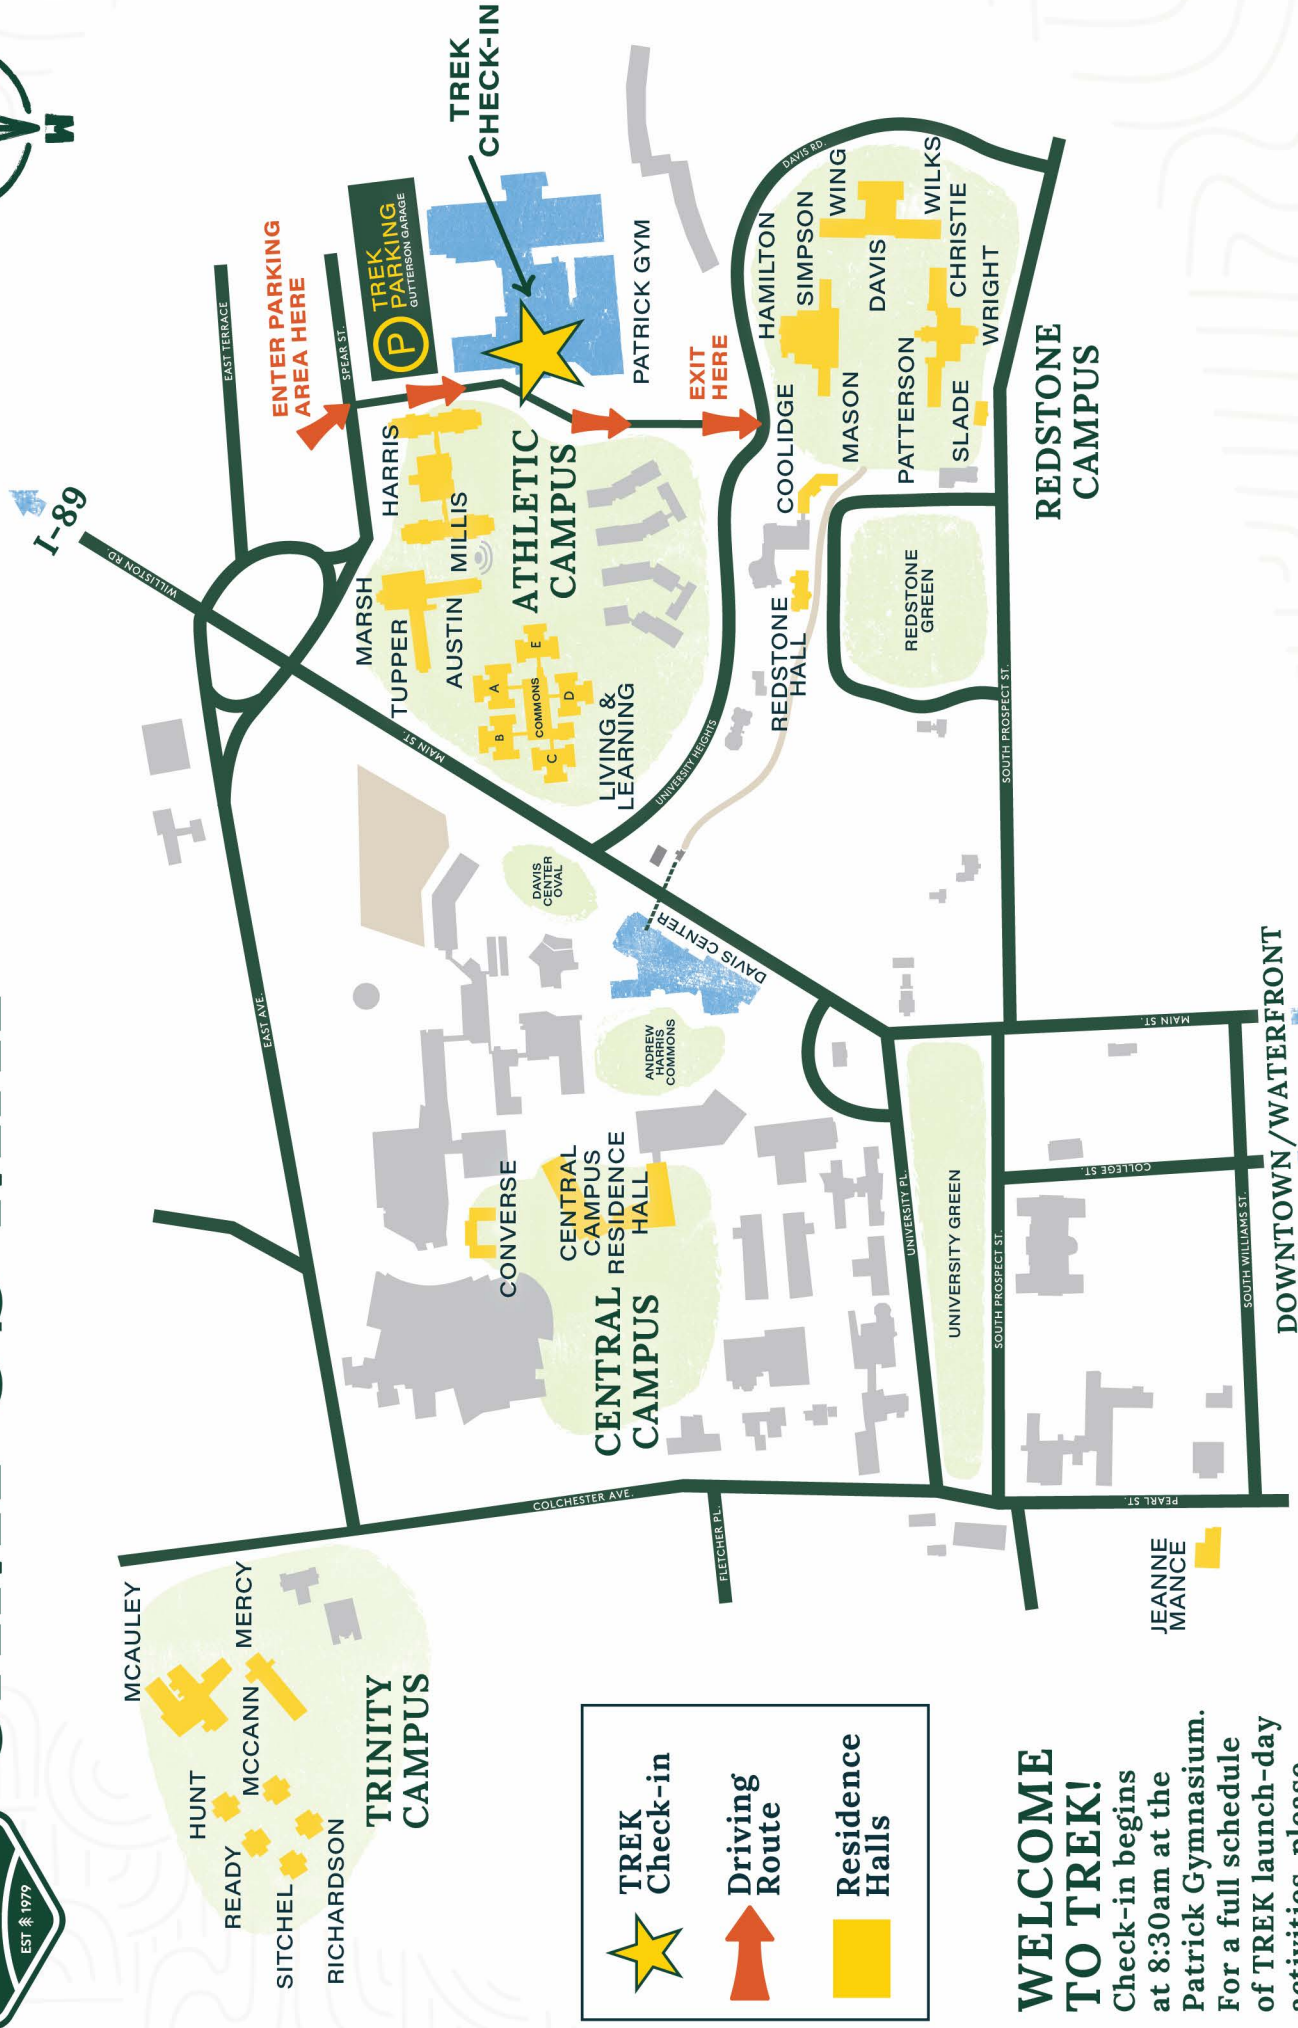 EST 1979
I-89
WILLISTON RD.
EAST TERRACE
SPEAR ST.
ENTER PARKING
AREA HERE
P
TREK
PARKING
GUTTERSON GARAGE
TREK
CHECK-IN
PATRICK GYM
EXIT
HERE
HARRIS
MILLIS
MARSH
TUPPER
AUSTIN
ATHLETIC
CAMPUS
A
B
C
D
E
COMMONS
LIVING &
LEARNING
MAIN ST.
UNIVERSITY HEIGHTS
DAVIS RD.
HAMILTON
SIMPSON
WING
WILKS
DAVIS
CHRISTIE
WRIGHT
COOLIDGE
MASON
PATTERSON
SLADE
REDSTONE
CAMPUS
REDSTONE
HALL
REDSTONE
GREEN
SOUTH PROSPECT ST.
EAST AVE.
DAVIS
CENTER
OVAL
DAVIS CENTER
ANDREW
HARRIS
COMMONS
CONVERSE
CENTRAL
CAMPUS
RESIDENCE
HALL
CENTRAL
CAMPUS
UNIVERSITY PL.
UNIVERSITY GREEN
SOUTH PROSPECT ST.
MAIN ST.
COLLEGE ST.
SOUTH WILLIAMS ST.
DOWNTOWN/WATERFRONT
PEARL ST.
COLCHESTER AVE.
FLETCHER PL.
JEANNE
MANCE
MCAULEY
MERCY
MCCANN
HUNT
READY
SITCHEL
RICHARDSON
TRINITY
CAMPUS
TREK
Check-in
Driving
Route
Residence
Halls
WELCOME
TO TREK!
Check-in begins
at 8:30am at the
Patrick Gymnasium.
For a full schedule
of TREK launch-day
activities, please